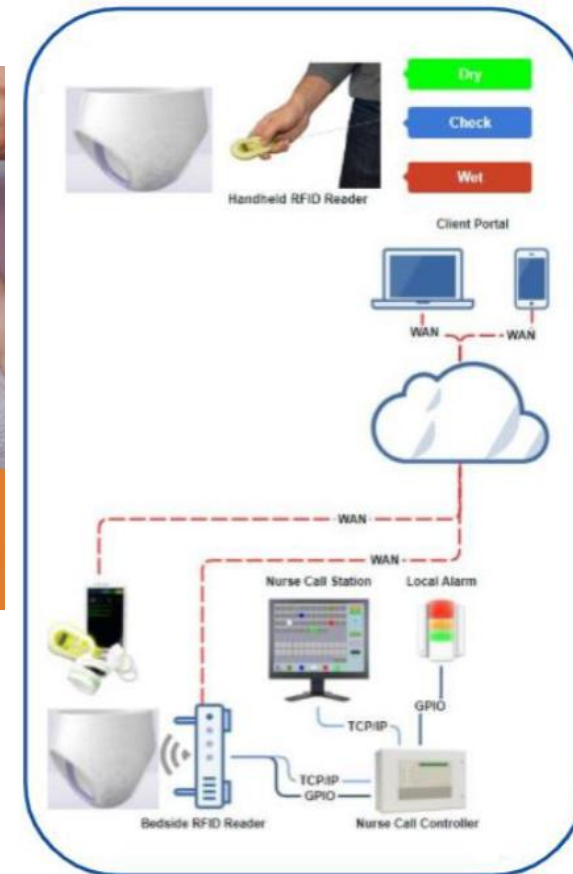 Dry
Check
Wet
Handheld RFID Reader
Client Portal
WAN
WAN
WAN
WAN
Nurse Call Station
Local Alarm
GPIO
TCP/IP
TCP/IP
GPIO
Bedside RFID Reader
Nurse Call Controller